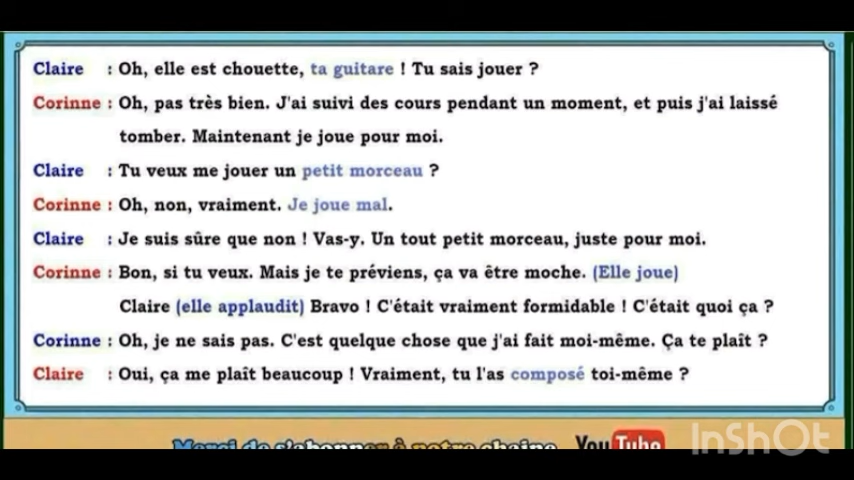 Claire : Oh, elle est chouette, ta guitare ! Tu sais jouer ?
Corinne : Oh, pas très bien. J'ai suivi des cours pendant un moment, et puis j'ai laissé
tomber. Maintenant je joue pour moi.
Claire : Tu veux me jouer un petit morceau ?
Corinne : Oh, non, vraiment. Je joue mal.
Claire : Je suis sûre que non ! Vas-y. Un tout petit morceau, juste pour moi.
Corinne : Bon, si tu veux. Mais je te préviens, ça va être moche. (Elle joue)
Claire (elle applaudit) Bravo ! C'était vraiment formidable ! C'était quoi ça ?
Corinne : Oh, je ne sais pas. C'est quelque chose que j'ai fait moi-même. Ça te plaît ?
Claire : Oui, ça me plaît beaucoup ! Vraiment, tu l'as composé toi-même ?
Merci de s'abonner à notre chaine YouTube
InShOt